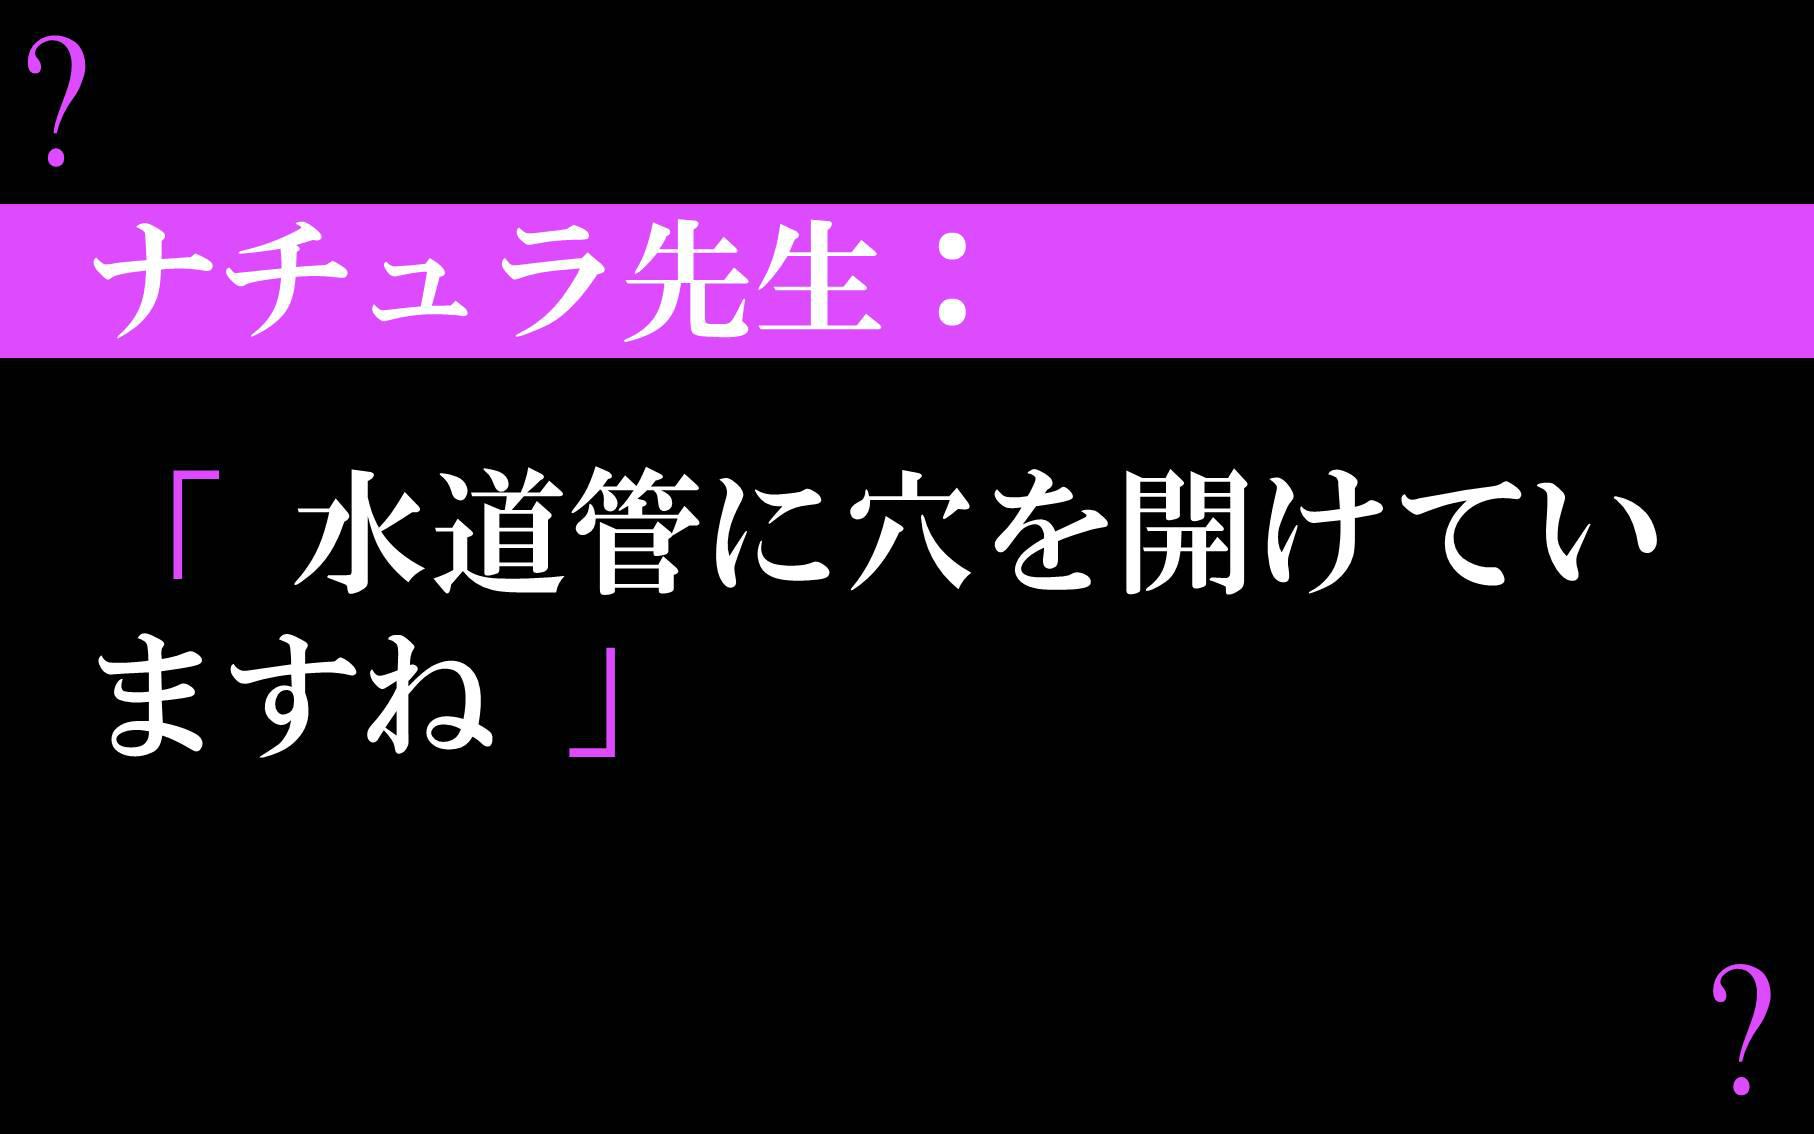 ？
ナチュラ先生：
「 水道管に穴を開けてい
ますね 」
？